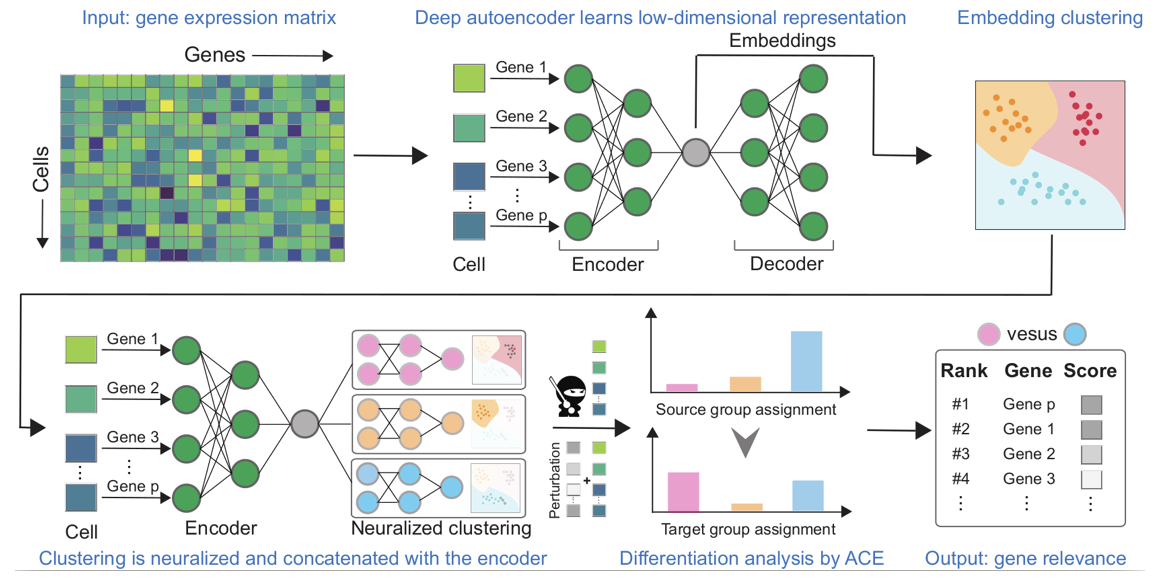 Input: gene expression matrix
Deep autoencoder learns low-dimensional representation
Embedding clustering
Genes
Cells
Embeddings
Gene 1
Gene 2
Gene 3
Gene p
Cell
Encoder
Decoder
Gene 1
Gene 2
Gene 3
Gene p
Cell
Encoder
Neuralized clustering
Perturbation
+
Source group assignment
Target group assignment
vesus
Rank Gene Score
#1 Gene p
#2 Gene 1
#3 Gene 2
#4 Gene 3
Clustering is neuralized and concatenated with the encoder
Differentiation analysis by ACE
Output: gene relevance